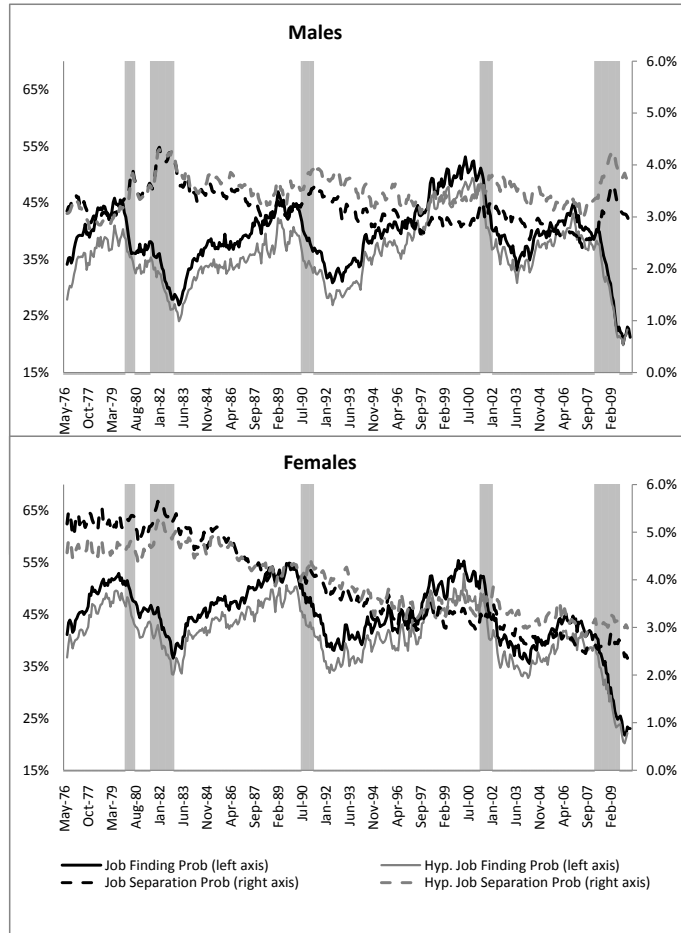 Males
65%
55%
45%
35%
25%
15%
6.0%
5.0%
4.0%
3.0%
2.0%
1.0%
0.0%
May-76
Oct-77
Mar-79
Aug-80
Jan-82
Jun-83
Nov-84
Apr-86
Sep-87
Feb-89
Jul-90
Jan-92
Jun-93
Nov-94
Apr-96
Sep-97
Feb-99
Jul-00
Jan-02
Jun-03
Nov-04
Apr-06
Sep-07
Feb-09
Females
65%
55%
45%
35%
25%
15%
6.0%
5.0%
4.0%
3.0%
2.0%
1.0%
0.0%
May-76
Oct-77
Mar-79
Aug-80
Jan-82
Jun-83
Nov-84
Apr-86
Sep-87
Feb-89
Jul-90
Jan-92
Jun-93
Nov-94
Apr-96
Sep-97
Feb-99
Jul-00
Jan-02
Jun-03
Nov-04
Apr-06
Sep-07
Feb-09
Job Finding Prob (left axis)
Hyp. Job Finding Prob (left axis)
Job Separation Prob (right axis)
Hyp. Job Separation Prob (right axis)